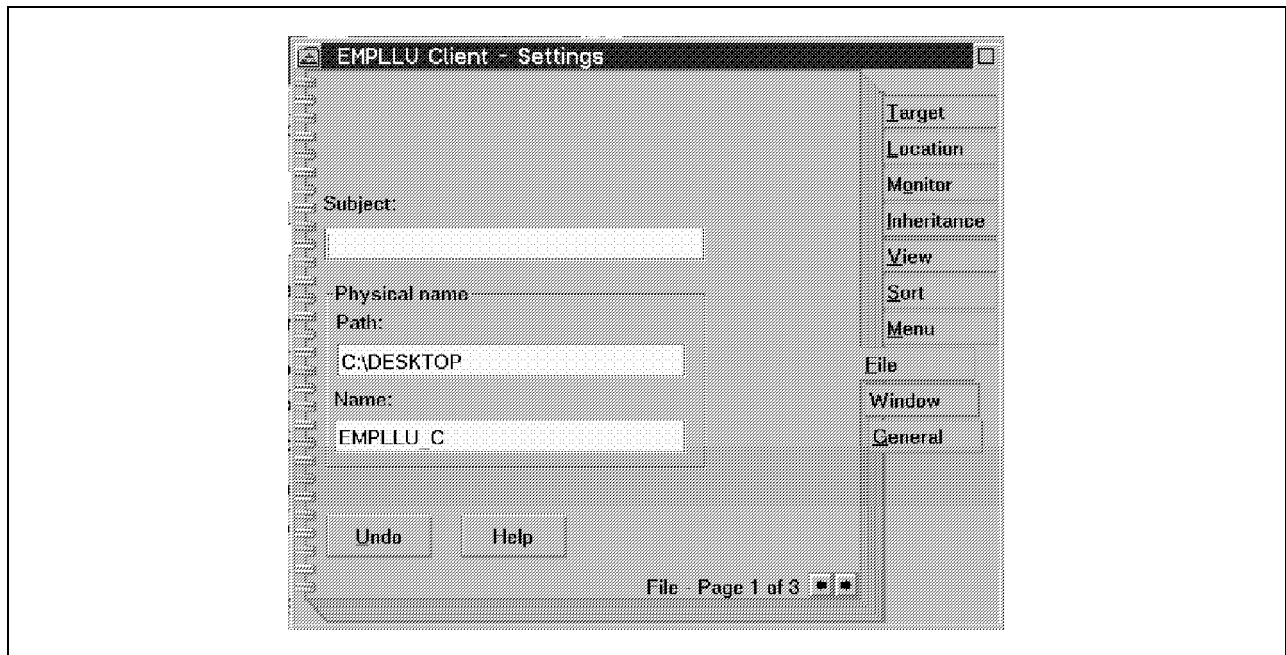 EMPLLU Client - Settings
Target
Location
Monitor
Inheritance
View
Sort
Menu
File
Window
General
Subject:
Physical name
Path:
C:\DESKTOP
Name:
EMPLLU_C
Undo
Help
File - Page 1 of 3